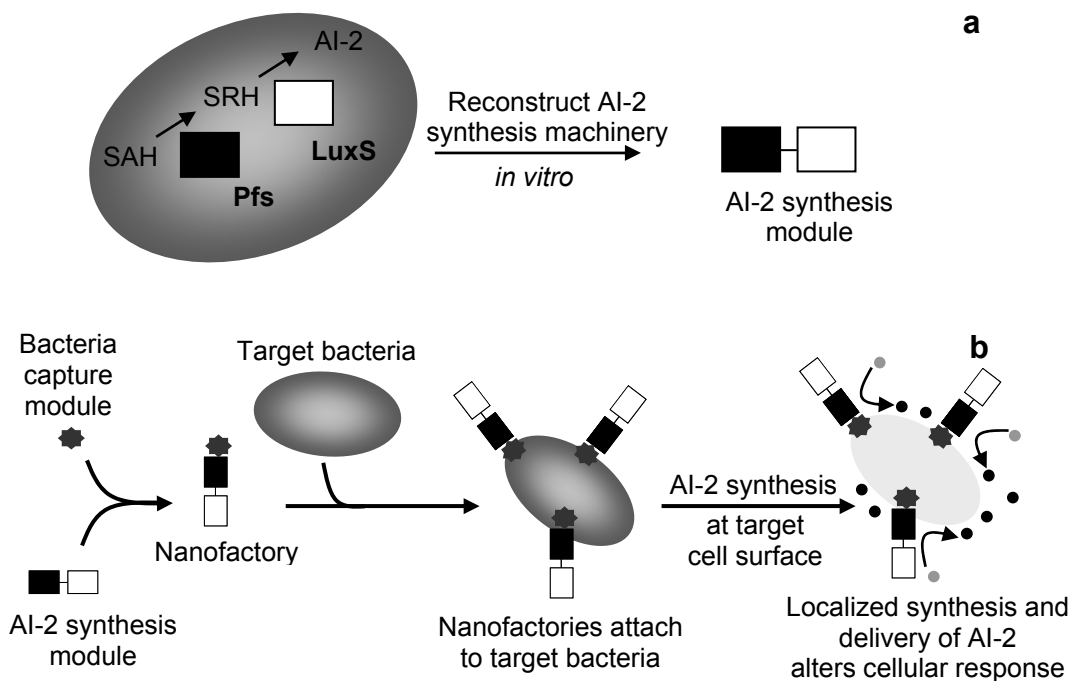 a
AI-2
SRH
SAH
LuxS
Pfs
Reconstruct AI-2
synthesis machinery
in vitro
AI-2 synthesis
module
b
Bacteria
capture
module
Target bacteria
Nanofactory
AI-2 synthesis
module
Nanofactories attach
to target bacteria
AI-2 synthesis
at target
cell surface
Localized synthesis and
delivery of AI-2
alters cellular response